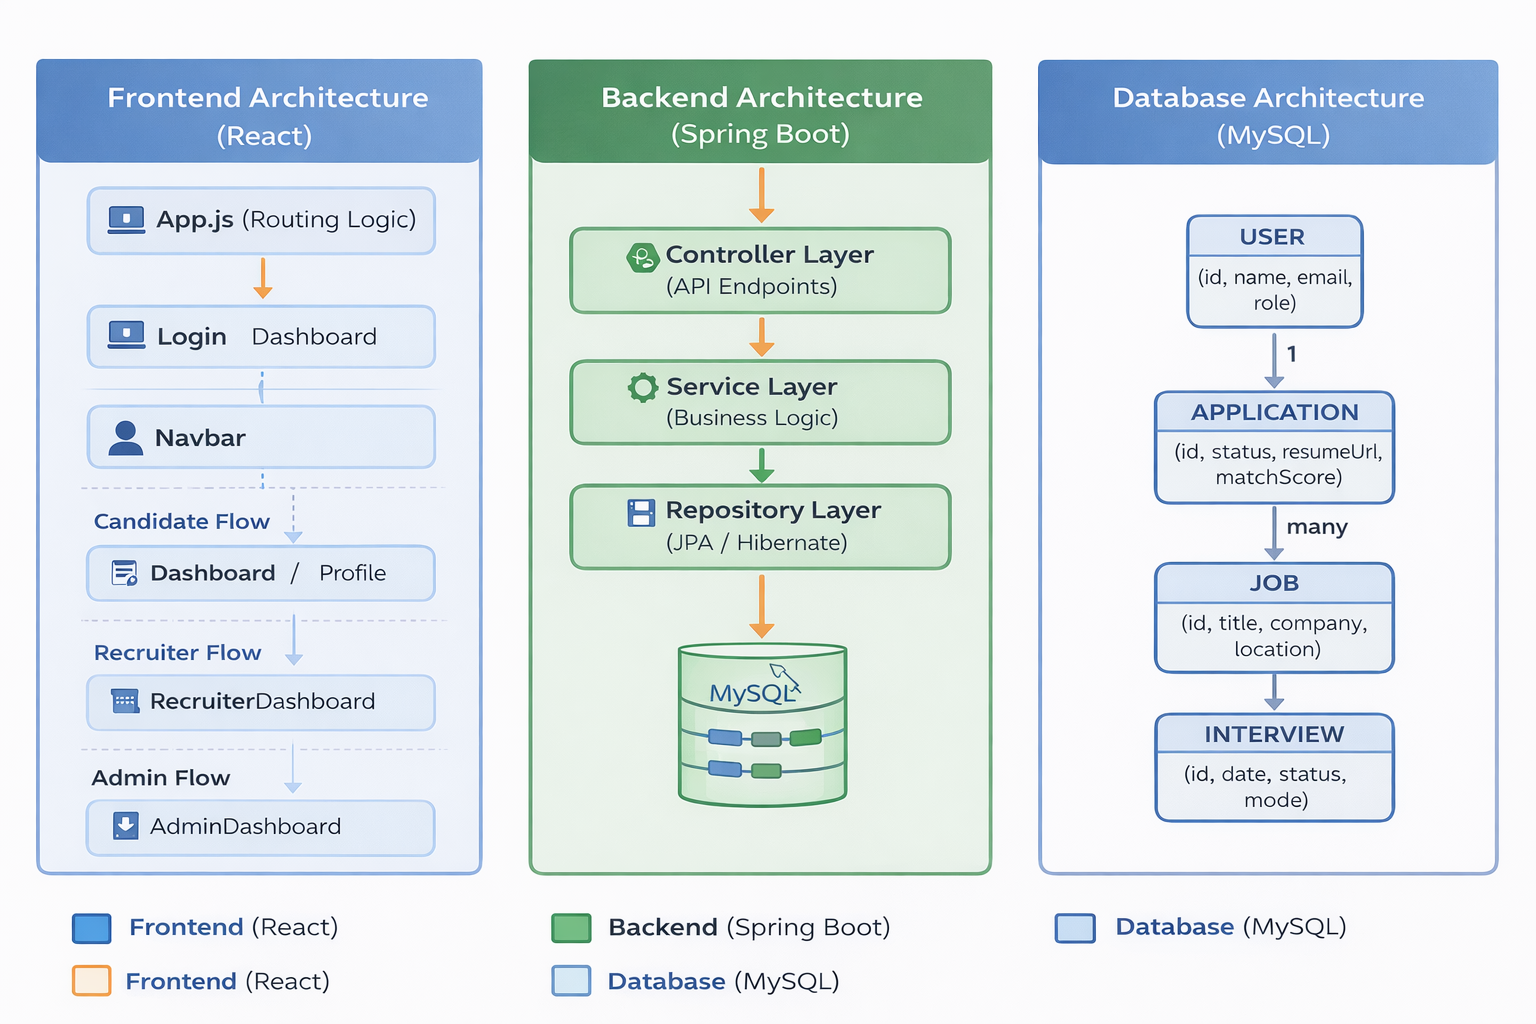 Frontend Architecture
(React)
App.js (Routing Logic)
Login Dashboard
Navbar
Candidate Flow
Dashboard / Profile
Recruiter Flow
RecruiterDashboard
Admin Flow
AdminDashboard
Backend Architecture
(Spring Boot)
Controller Layer
(API Endpoints)
Service Layer
(Business Logic)
Repository Layer
(JPA / Hibernate)
MySQL
Database Architecture
(MySQL)
USER
(id, name, email,
role)
1
APPLICATION
(id, status, resumeUrl,
matchScore)
many
JOB
(id, title, company,
location)
INTERVIEW
(id, date, status,
mode)
Frontend (React)
Backend (Spring Boot)
Database (MySQL)
Frontend (React)
Database (MySQL)